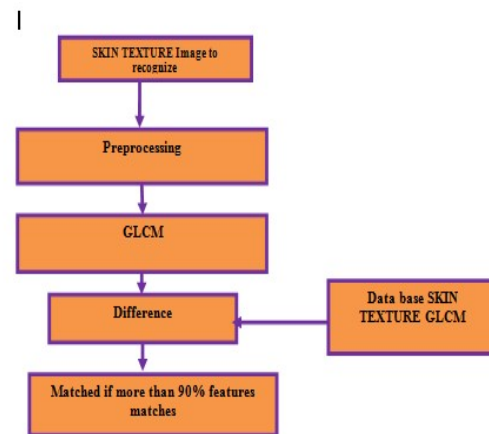 SKIN TEXTURE Image to
recognize
Preprocessing
GLCM
Difference
Data base SKIN
TEXTURE GLCM
Matched if more than 90% features
matches